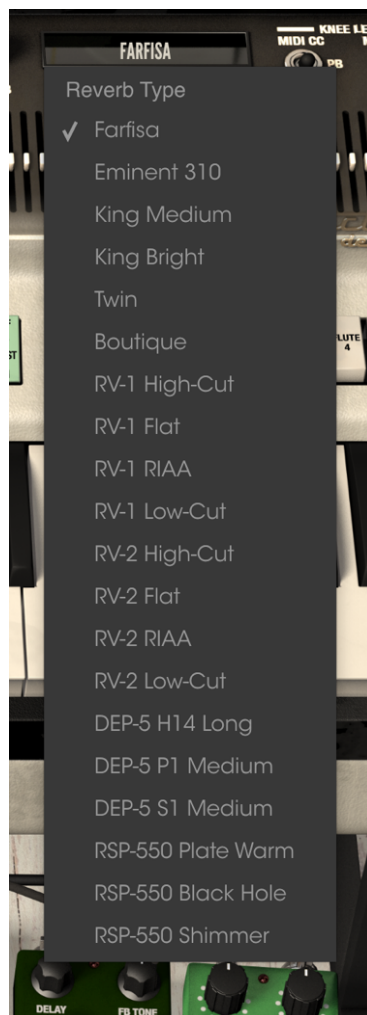 KNEE LE
MIDI CC
FARFISA
PB
Reverb Type
✓ Farfisa
Eminent 310
King Medium
King Bright
Twin
Boutique
RV-1 High-Cut
RV-1 Flat
RV-1 RIAA
RV-1 Low-Cut
RV-2 High-Cut
RV-2 Flat
RV-2 RIAA
RV-2 Low-Cut
DEP-5 H14 Long
DEP-5 P1 Medium
DEP-5 S1 Medium
RSP-550 Plate Warm
RSP-550 Black Hole
RSP-550 Shimmer
LUTE
4
ST
DELAY
FB TONE